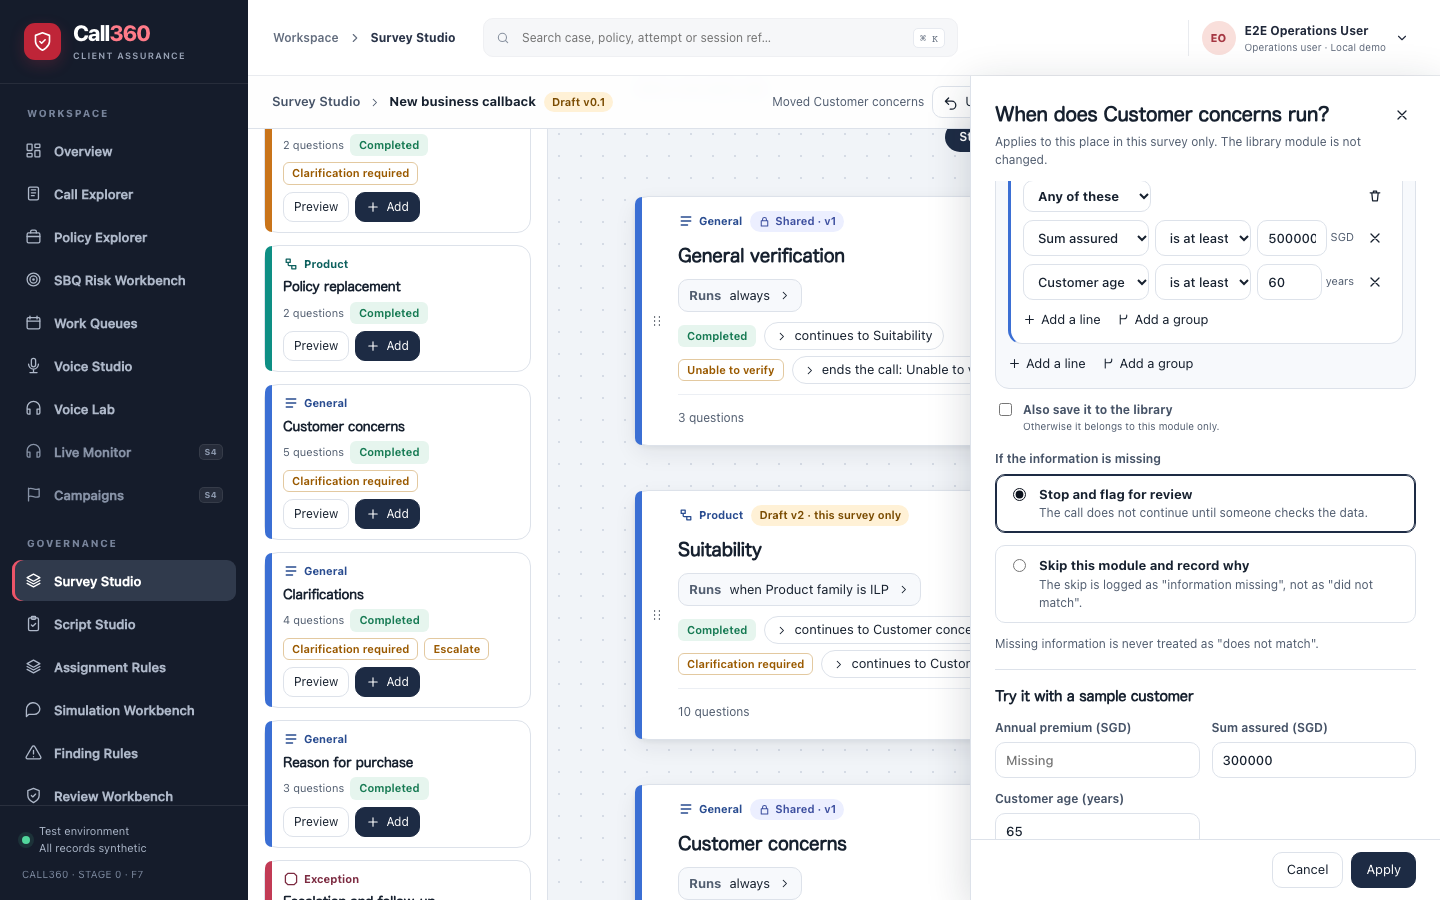 Call360
CLIENT ASSURANCE
WORKSPACE
Overview
Call Explorer
Policy Explorer
SBQ Risk Workbench
Work Queues
Voice Studio
Voice Lab
Live Monitor S4
Campaigns S4
GOVERNANCE
Survey Studio
Script Studio
Assignment Rules
Simulation Workbench
Finding Rules
Review Workbench
Test environment
All records synthetic
CALL360 · STAGE 0 · F7
Workspace > Survey Studio
Search case, policy, attempt or session ref...
⌘ K
EO
E2E Operations User
Operations user · Local demo
Survey Studio > New business callback Draft v0.1
Moved Customer concerns
2 questions Completed
Clarification required
Preview + Add
Product
Policy replacement
2 questions Completed
Preview + Add
General
Customer concerns
5 questions Completed
Clarification required
Preview + Add
General
Clarifications
4 questions Completed
Clarification required Escalate
Preview + Add
General
Reason for purchase
3 questions Completed
Preview + Add
Exception
St
General Shared · v1
General verification
Runs always >
Completed > continues to Suitability
Unable to verify > ends the call: Unable to
3 questions
Product Draft v2 · this survey only
Suitability
Runs when Product family is ILP >
Completed > continues to Customer conce
Clarification required > continues to Custor
10 questions
General Shared · v1
Customer concerns
Runs always >
When does Customer concerns run?
Applies to this place in this survey only. The library module is not
changed.
Any of these
Sum assured is at least 500000 SGD
Customer age is at least 60 years
+ Add a line Add a group
+ Add a line Add a group
Also save it to the library
Otherwise it belongs to this module only.
If the information is missing
Stop and flag for review
The call does not continue until someone checks the data.
Skip this module and record why
The skip is logged as "information missing", not as "did not
match".
Missing information is never treated as "does not match".
Try it with a sample customer
Annual premium (SGD) Sum assured (SGD)
Missing 300000
Customer age (years)
65
Cancel Apply